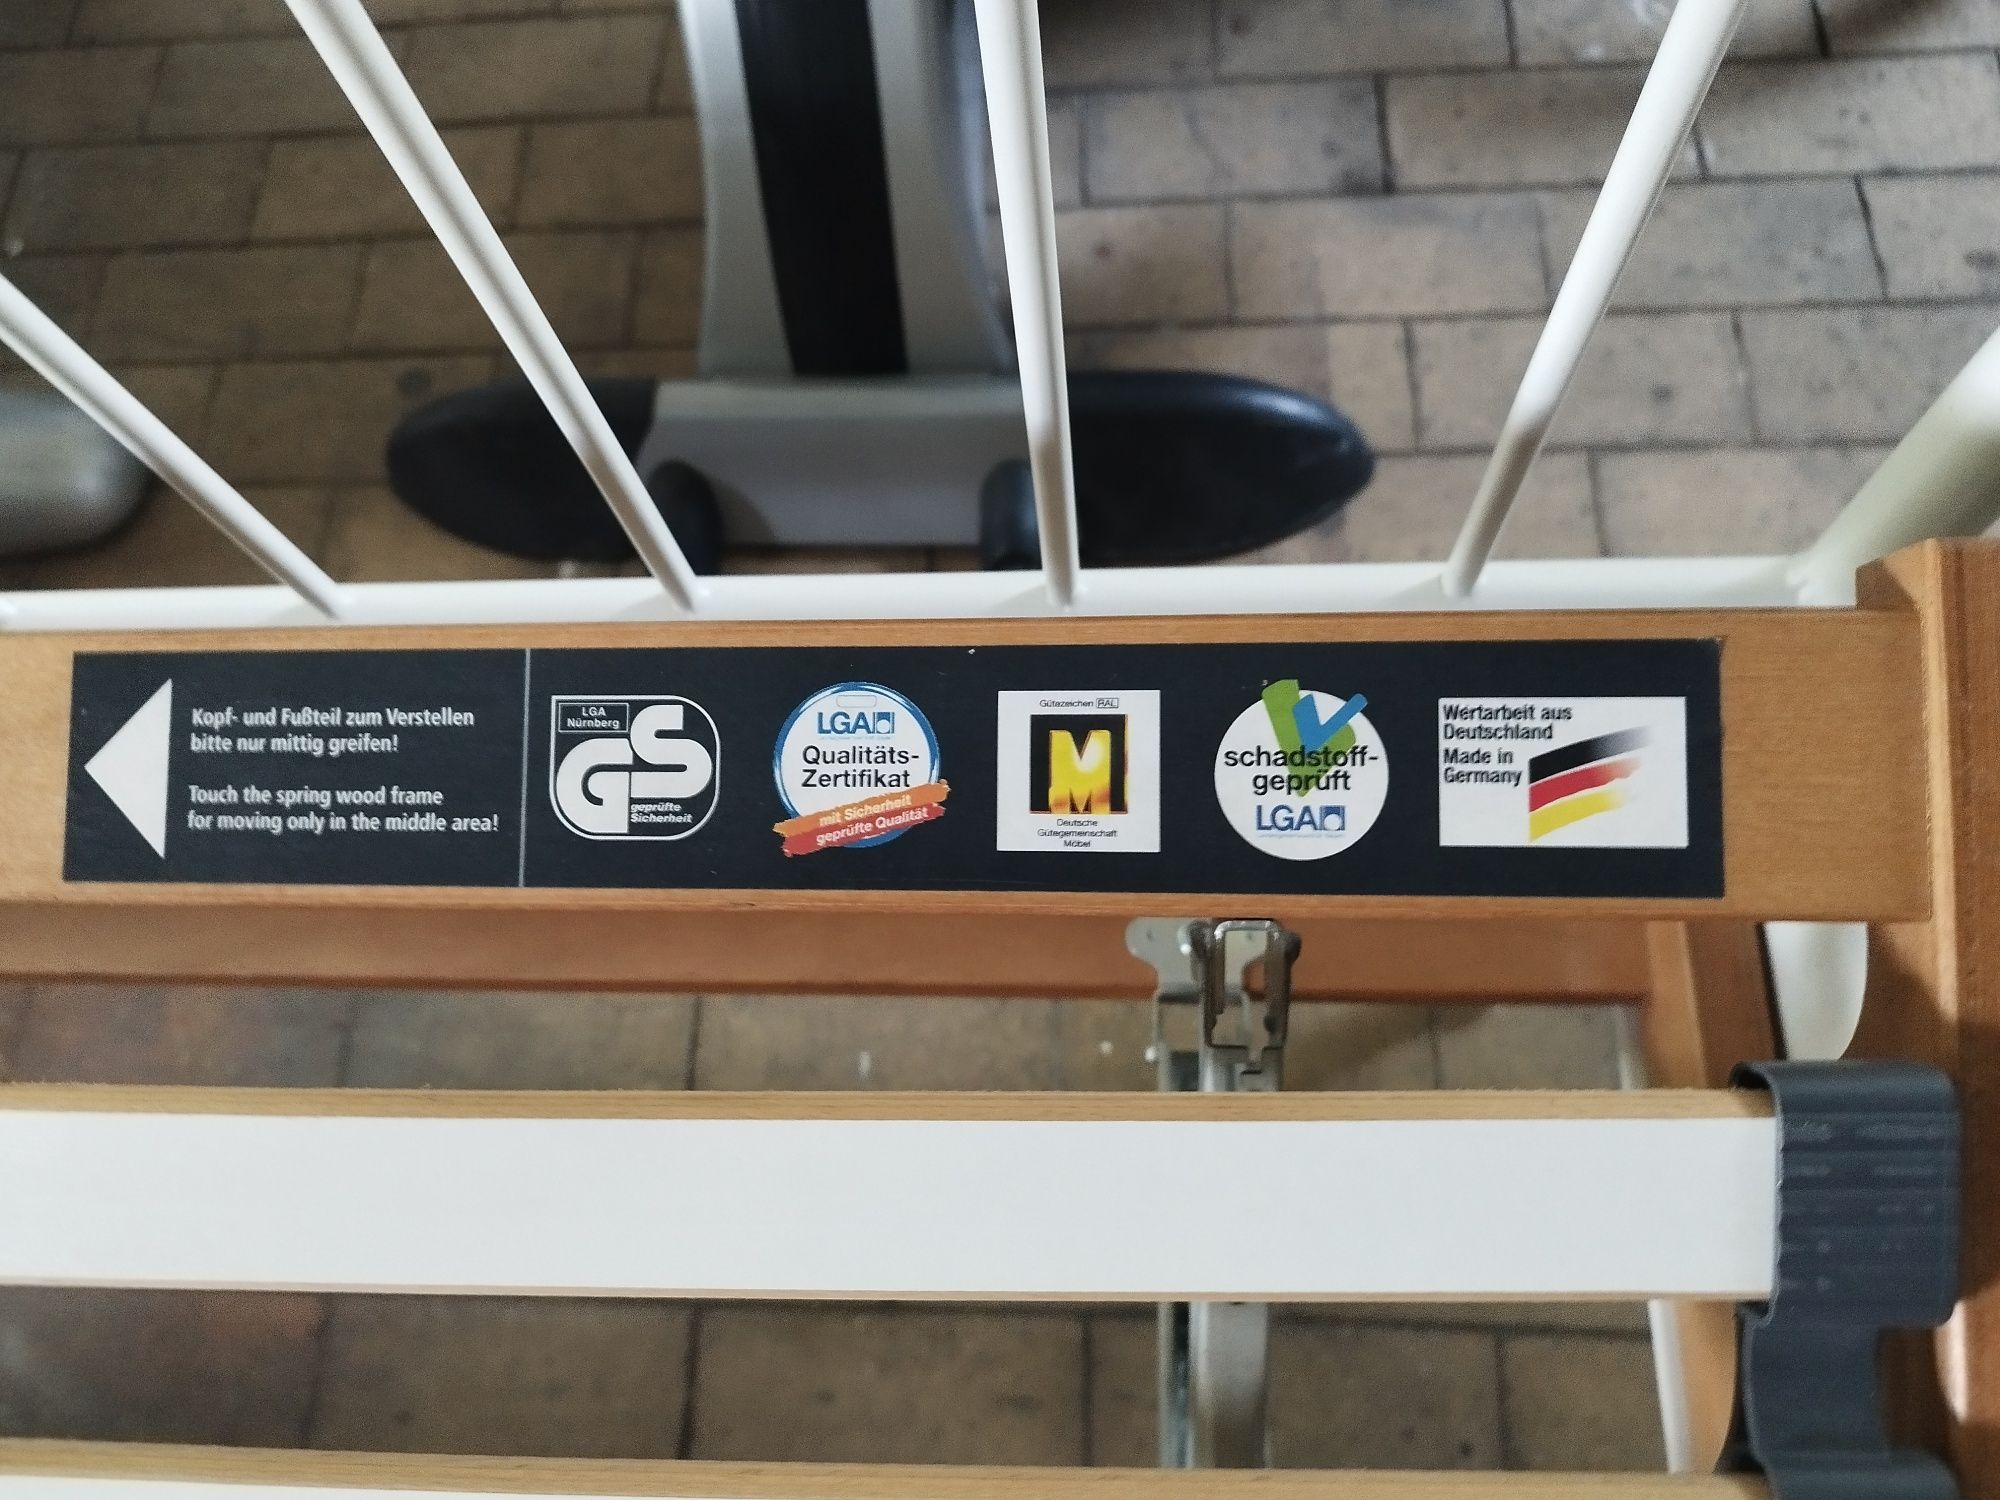 Kopf- und Fußteil zum Verstellen
bitte nur mittig greifen!
Touch the spring wood frame
for moving only in the middle area!
LGA
Nürnberg
GS
geprüfte
Sicherheit
LGA
Qualitäts-
Zertifikat
mit Sicherheit
geprüfte Qualität
Gütezeichen RAL
M
Deutsche
Gütegemeinschaft
Möbel
schadstoff-
geprüft
LGA
Wertarbeit aus
Deutschland
Made in
Germany